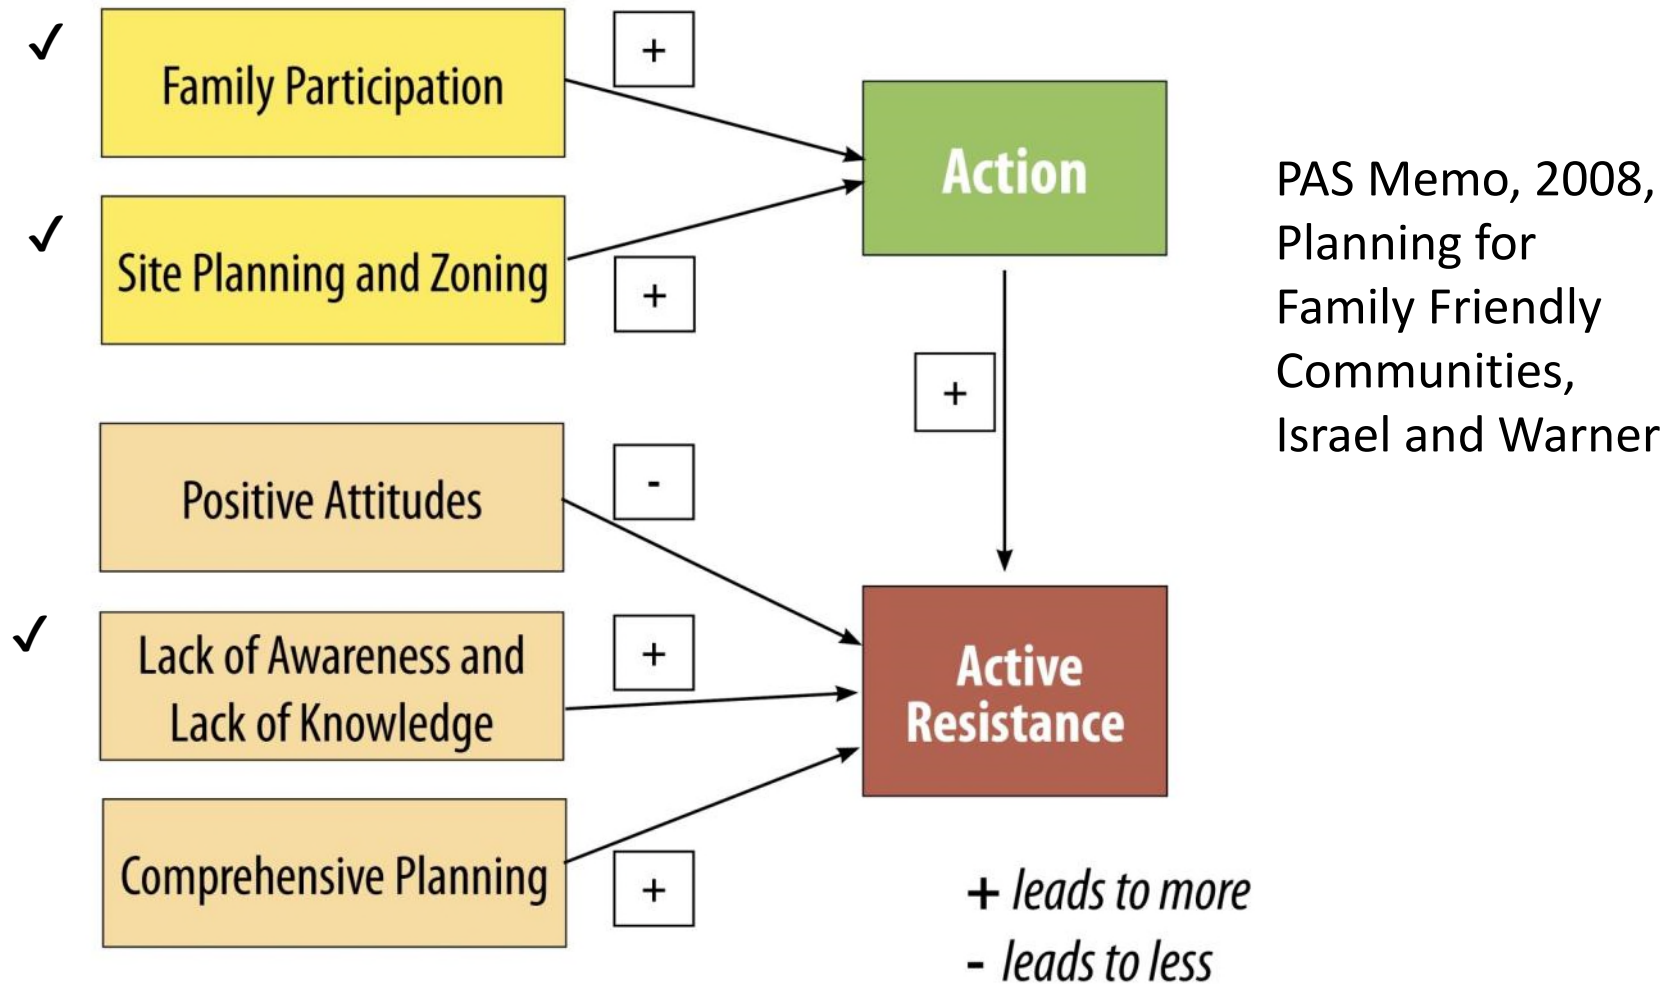 ✓
Family Participation
+
Action
✓
Site Planning and Zoning
+
+
Positive Attitudes
-
✓
Lack of Awareness and
Lack of Knowledge
+
Active
Resistance
Comprehensive Planning
+
+ leads to more
- leads to less
PAS Memo, 2008,
Planning for
Family Friendly
Communities,
Israel and Warner